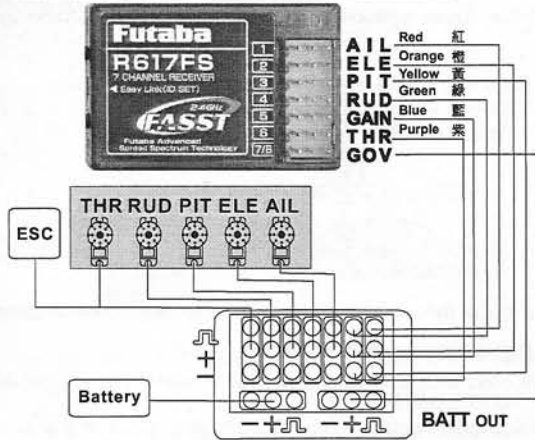 Futaba
R617FS
7 CHANNEL RECEIVER
◄ Easy Link(ID SET)
2.4GHz
FASST
Futaba Advanced
Spread Spectrum Technology
1
2
3
4
5
6
7/B
AIL Red 紅
ELE Orange 橙
PIT Yellow 黃
RUD Green 綠
GAIN Blue 藍
THR Purple 紫
GOV
THR RUD PIT ELE AIL
ESC
+
−
Battery
− + − +
BATT OUT